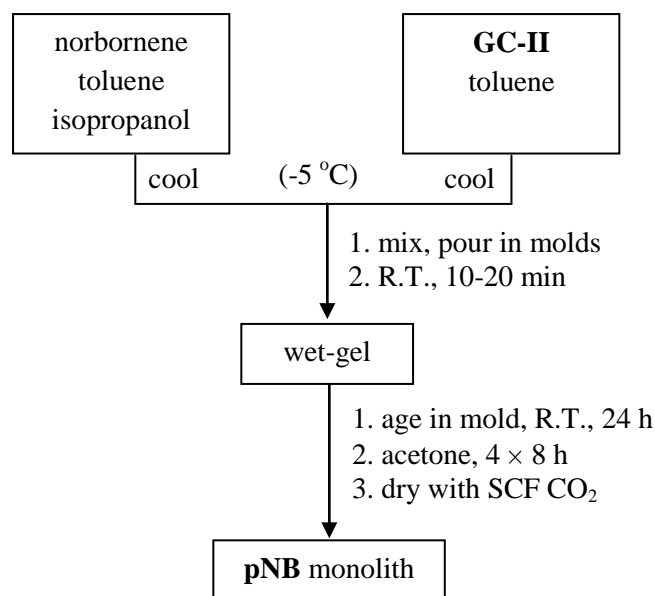 norbornene
toluene
isopropanol
GC-II
toluene
cool
(-5 °C)
cool
1. mix, pour in molds
2. R.T., 10-20 min
wet-gel
1. age in mold, R.T., 24 h
2. acetone, 4 × 8 h
3. dry with SCF CO₂
pNB monolith